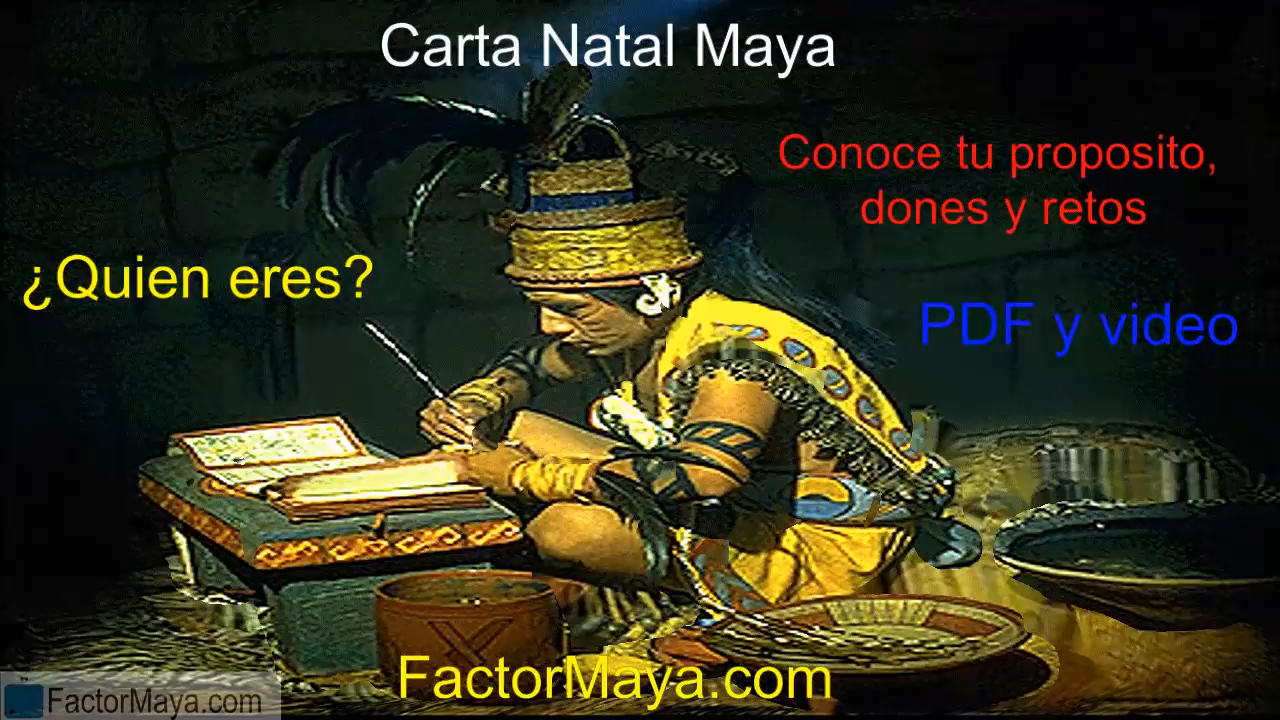 Carta Natal Maya
Conoce tu proposito,
dones y retos
¿Quien eres?
PDF y video
FactorMaya.com
FactorMaya.com